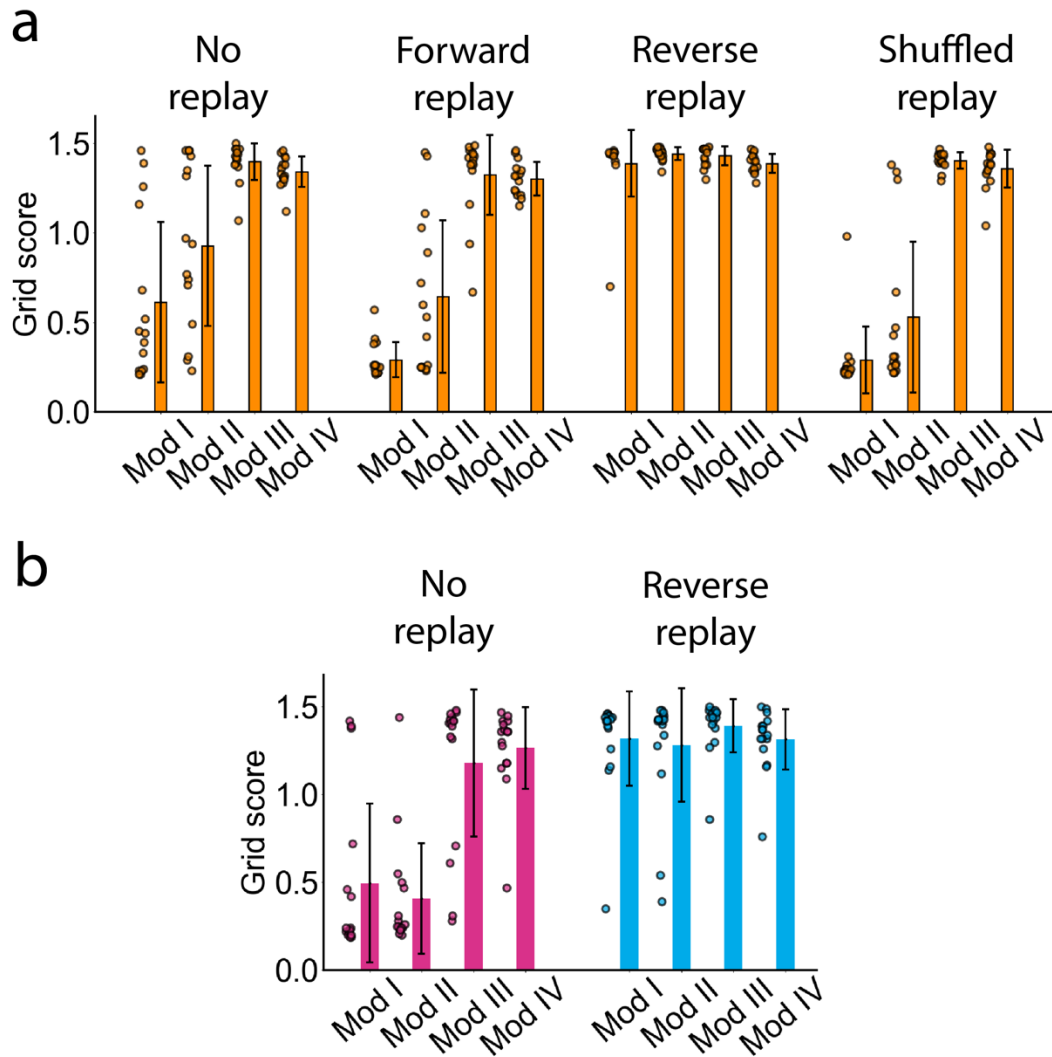 a
No
replay
Forward
replay
Reverse
replay
Shuffled
replay
Grid score
1.5
1.0
0.5
0.0
Mod I
Mod II
Mod III
Mod IV
Mod I
Mod II
Mod III
Mod IV
Mod I
Mod II
Mod III
Mod IV
Mod I
Mod II
Mod III
Mod IV
b
No
replay
Reverse
replay
Grid score
1.5
1.0
0.5
0.0
Mod I
Mod II
Mod III
Mod IV
Mod I
Mod II
Mod III
Mod IV